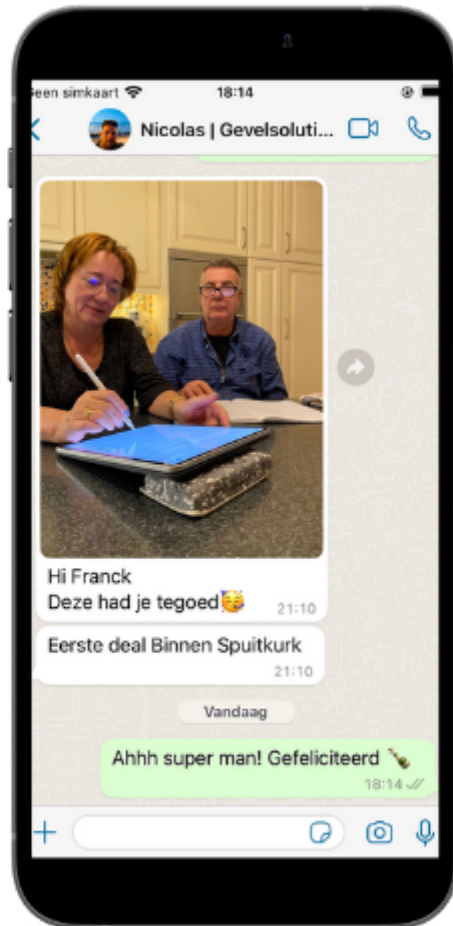 Geen simkaart
18:14
Nicolas | Gevelsoluti...
Hi Franck
Deze had je tegoed🥳
21:10
Eerste deal Binnen Spuitkurk
21:10
Vandaag
Ahhh super man! Gefeliciteerd 🍾
18:14